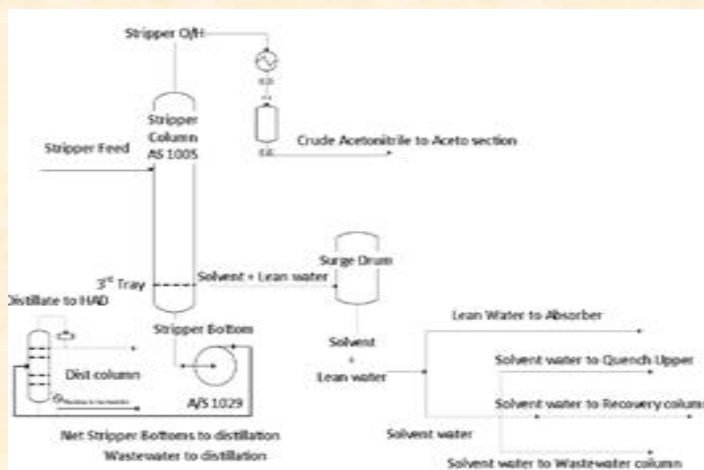 Stripper O/H
Stripper
Column
AS 1005
Stripper Feed
Crude Acetonitrile to Aceto section
Surge Drum
3rd Tray
Solvent + Lean water
Distillate to HAD
Stripper Bottom
Lean Water to Absorber
Solvent
+
Lean water
Solvent water to Quench Upper
Dist column
A/S 1029
Solvent water to Recovery column
Net Stripper Bottoms to distillation
Solvent water
Wastewater to distillation
Solvent water to Wastewater column